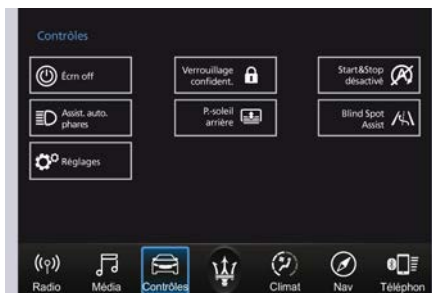 Contrôles
Écrn off
Verrouillage
confident.
Start&Stop
désactivé
Assist. auto.
phares
P.-soleil
arrière
Blind Spot
Assist
Réglages
Radio
Média
Contrôles
Climat
Nav
Téléphon